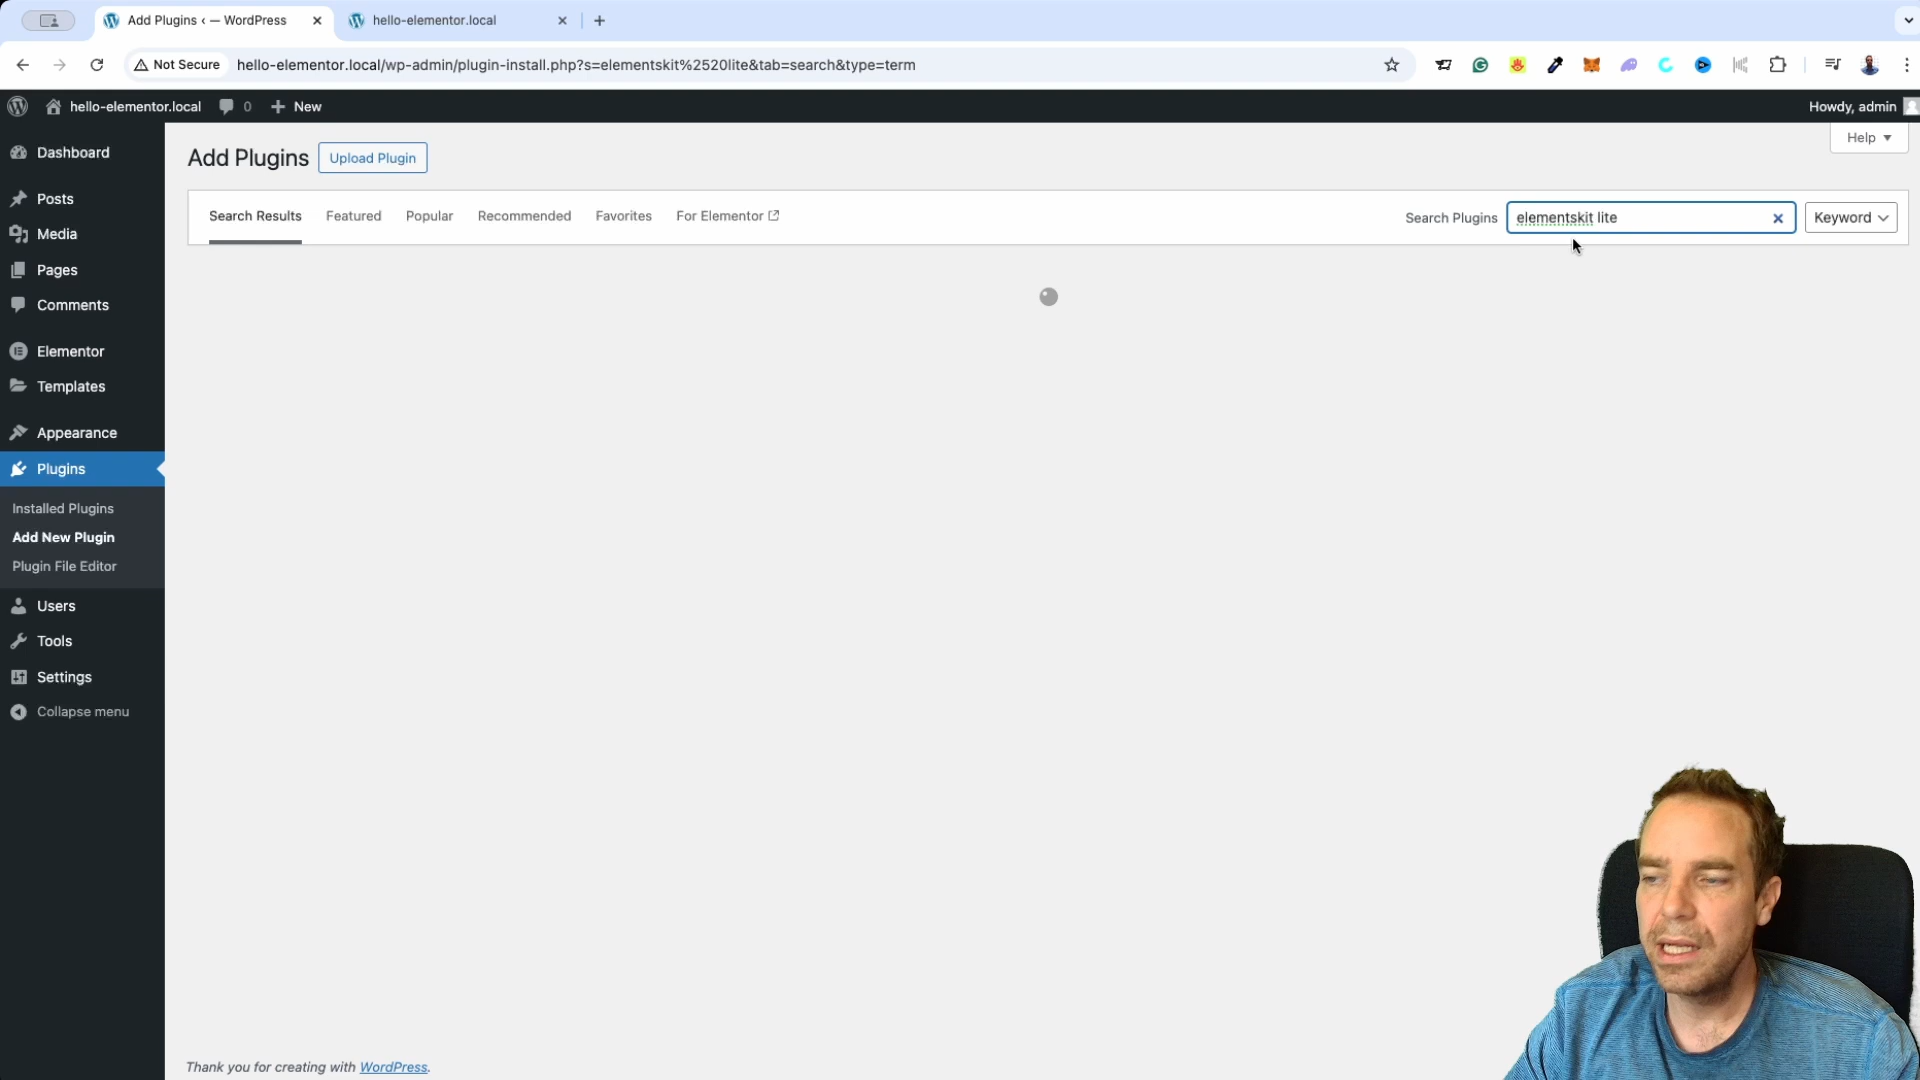 Add Plugins ‹ — WordPress
hello-elementor.local
Not Secure
hello-elementor.local/wp-admin/plugin-install.php?s=elementskit%2520lite&tab=search&type=term
hello-elementor.local
0
New
Howdy, admin
Help
Dashboard
Posts
Media
Pages
Comments
Elementor
Templates
Appearance
Plugins
Installed Plugins
Add New Plugin
Plugin File Editor
Users
Tools
Settings
Collapse menu
Add Plugins
Upload Plugin
Search Results
Featured
Popular
Recommended
Favorites
For Elementor
Search Plugins
elementskit lite
Keyword
Thank you for creating with WordPress.